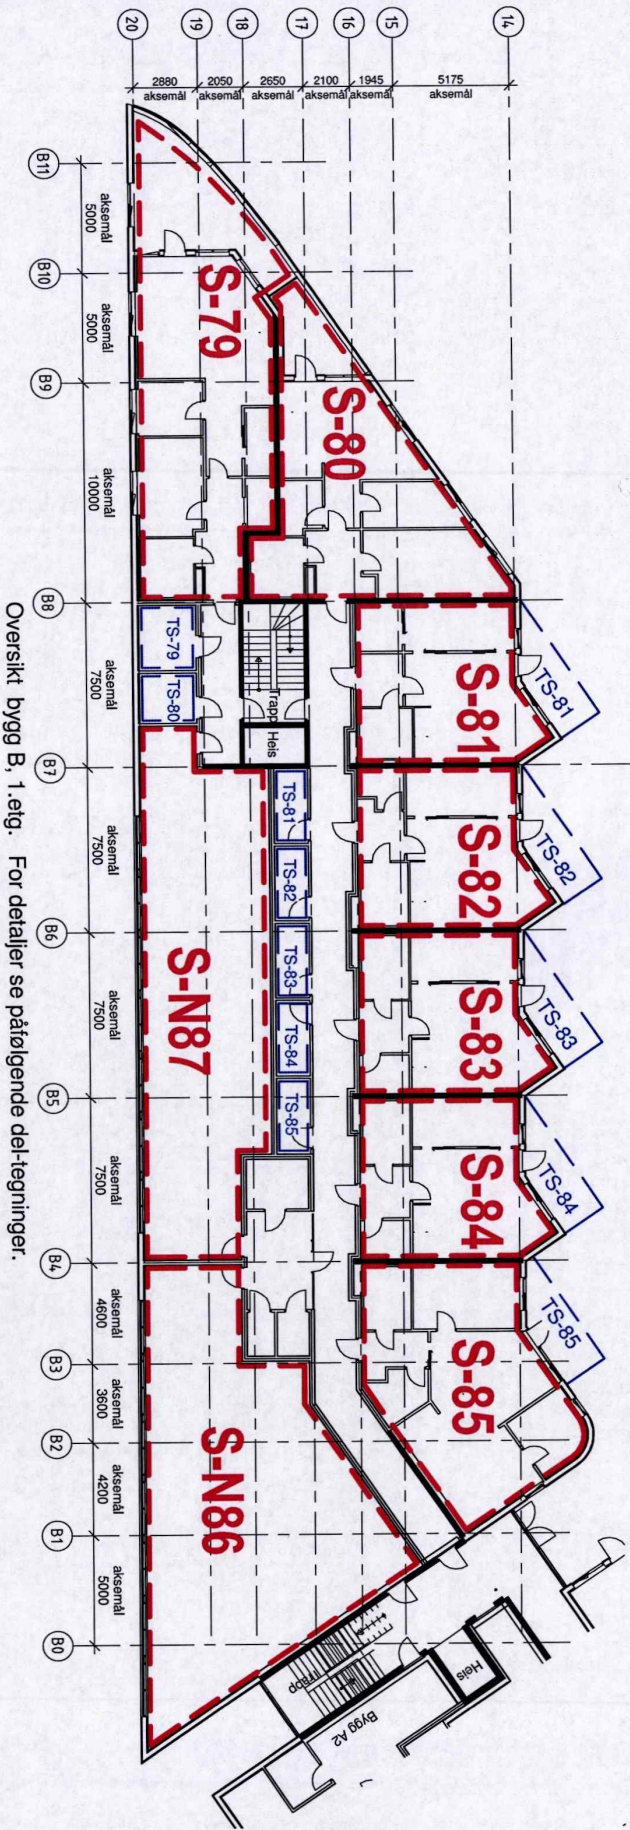 20
19
18
17
16
15
14
2880
aksemål
2050
aksemål
2650
aksemål
2100
aksemål
1945
aksemål
5175
aksemål
B11
aksemål
5000
B10
aksemål
5000
B9
aksemål
10000
B8
aksemål
7500
B7
aksemål
7500
B6
aksemål
7500
B5
aksemål
7500
B4
aksemål
4600
B3
aksemål
3600
B2
aksemål
4200
B1
aksemål
5000
B0
S-79
S-80
TS-79
TS-80
Trapp
Heis
S-81
TS-81
TS-81
S-82
TS-82
TS-82
S-83
TS-83
TS-83
S-84
TS-84
TS-84
S-85
TS-85
TS-85
S-N87
S-N86
Trapp
Heis
Bygg A2
Oversikt bygg B, 1.etg. For detaljer se påfølgende del-tegninger.